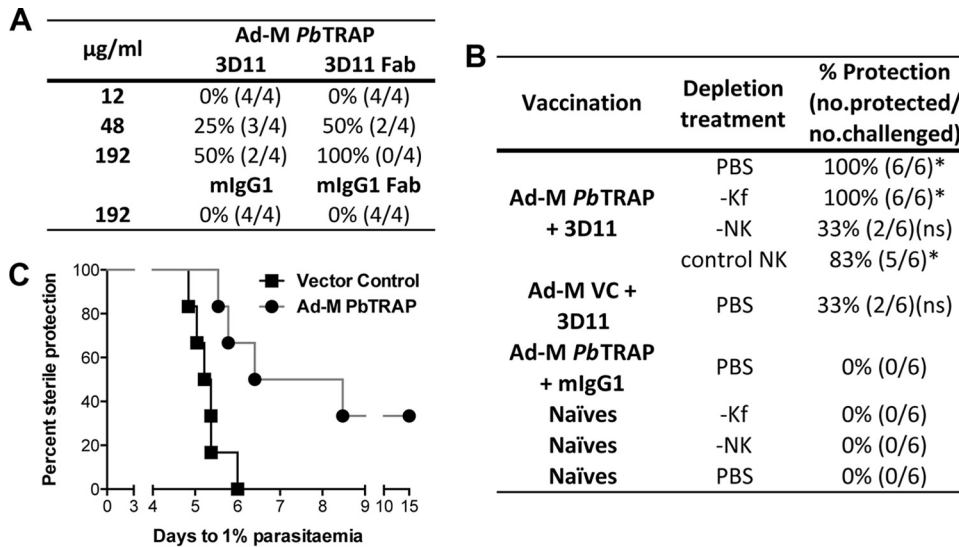 A
µg/ml Ad-M PbTRAP
3D11 3D11 Fab
12 0% (4/4) 0% (4/4)
48 25% (3/4) 50% (2/4)
192 50% (2/4) 100% (0/4)
mIgG1 mIgG1 Fab
192 0% (4/4) 0% (4/4)
B
Vaccination Depletion treatment % Protection (no.protected/no.challenged)
Ad-M PbTRAP + 3D11 PBS 100% (6/6)*
-Kf 100% (6/6)*
-NK 33% (2/6)(ns)
control NK 83% (5/6)*
Ad-M VC + 3D11 PBS 33% (2/6)(ns)
Ad-M PbTRAP + mIgG1 PBS 0% (0/6)
Naïves -Kf 0% (0/6)
Naïves -NK 0% (0/6)
Naïves PBS 0% (0/6)
C
Percent sterile protection
100
80
60
40
20
0
Vector Control
Ad-M PbTRAP
0 3 4 5 6 7 8 9 10 15
Days to 1% parasitaemia